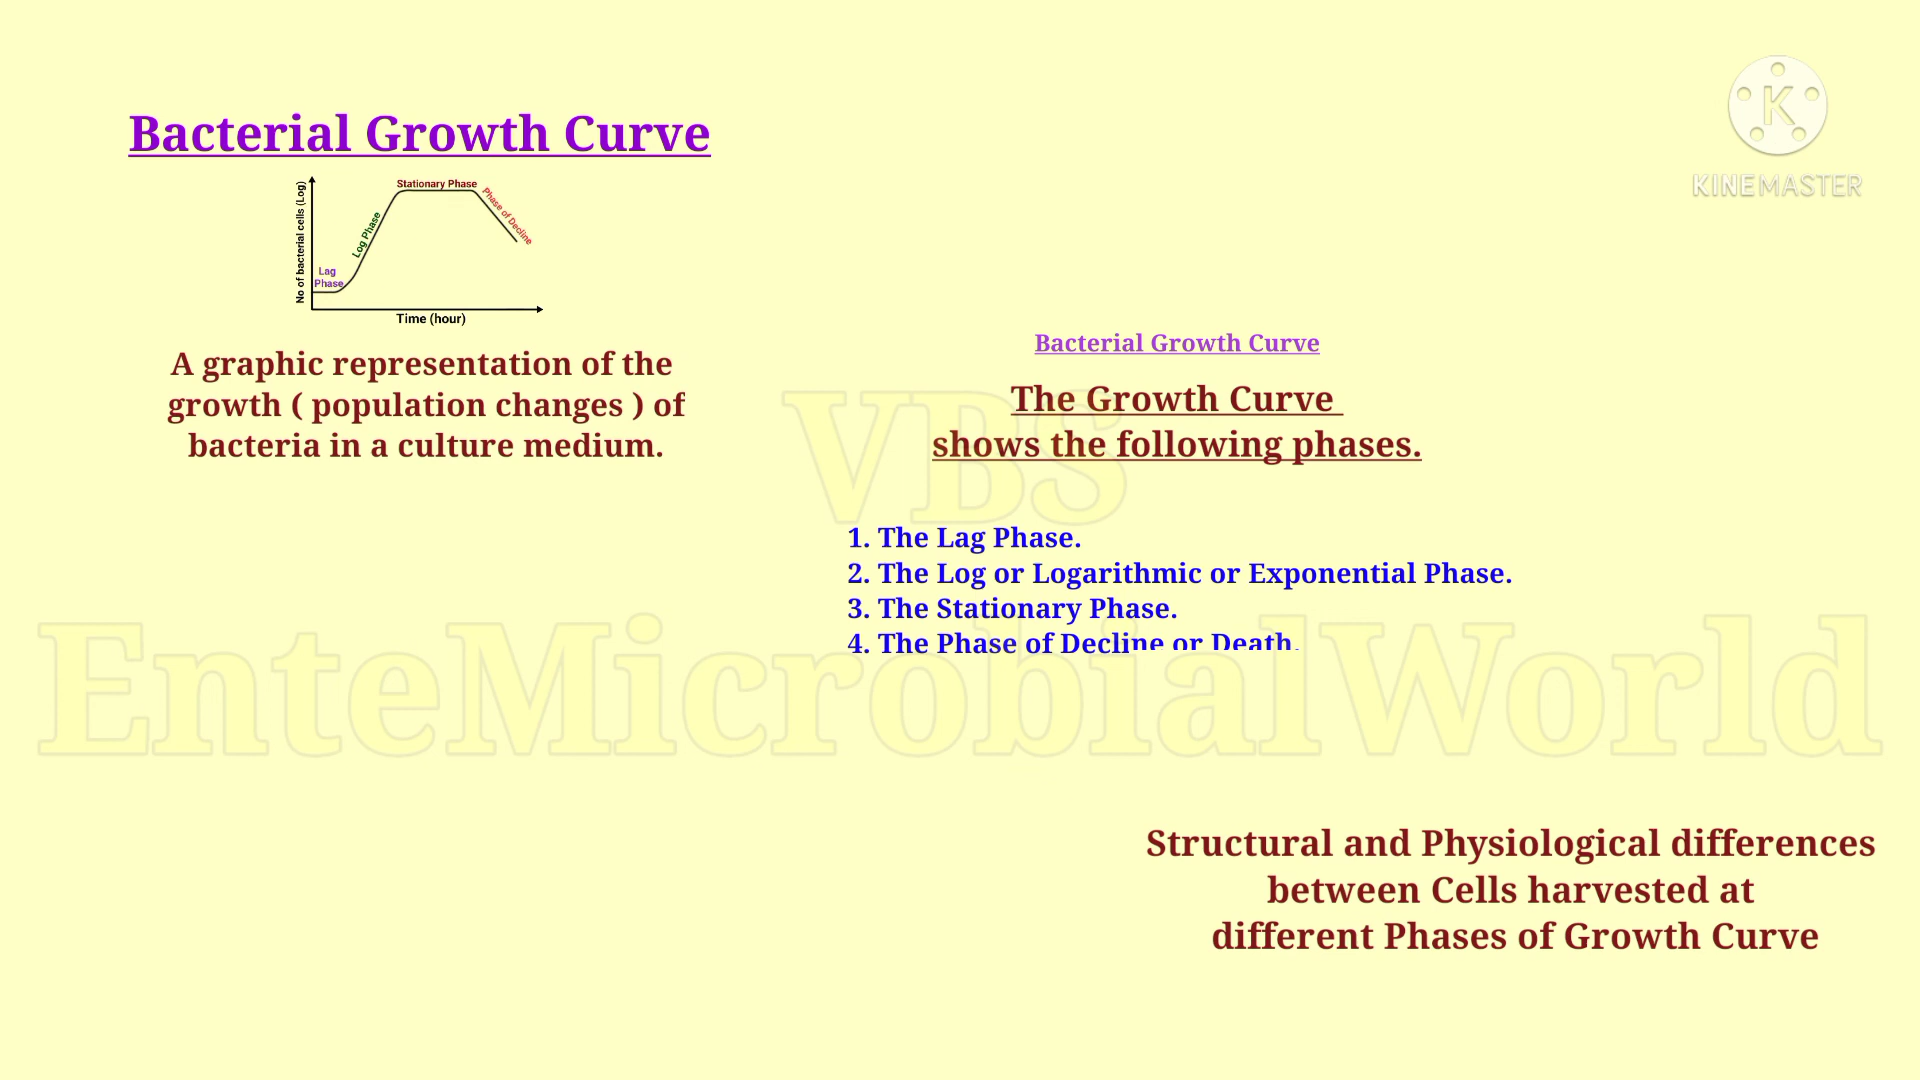 Bacterial Growth Curve
No of bacterial cells (Log)
Lag
Phase
Log Phase
Stationary Phase
Phase of Decline
Time (hour)
A graphic representation of the
growth ( population changes ) of
bacteria in a culture medium.
Bacterial Growth Curve
The Growth Curve
shows the following phases.
1. The Lag Phase.
2. The Log or Logarithmic or Exponential Phase.
3. The Stationary Phase.
4. The Phase of Decline or Death.
Structural and Physiological differences
between Cells harvested at
different Phases of Growth Curve
VBS
EnteMicrobialWorld
K
KINEMASTER